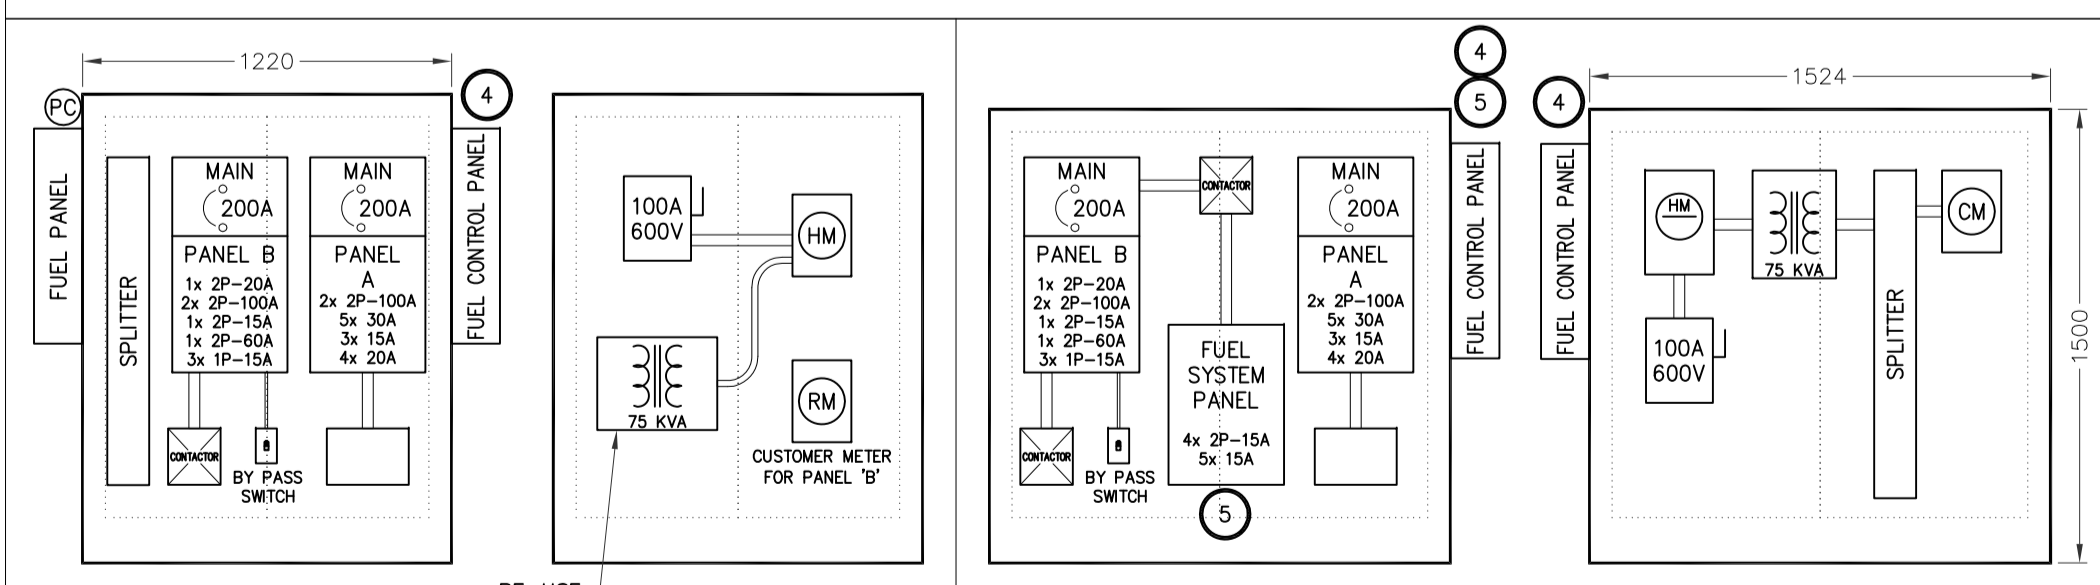 1220
PC
4
FUEL PANEL
SPLITTER
MAIN
200A
PANEL B
1x 2P-20A
2x 2P-100A
1x 2P-15A
1x 2P-60A
3x 1P-15A
CONTACTOR
BY PASS
SWITCH
MAIN
200A
PANEL
A
2x 2P-100A
5x 30A
3x 15A
4x 20A
FUEL CONTROL PANEL
100A
600V
HM
75 KVA
RM
CUSTOMER METER
FOR PANEL 'B'
RE-USE
4
5
MAIN
200A
PANEL B
1x 2P-20A
2x 2P-100A
1x 2P-15A
1x 2P-60A
3x 1P-15A
CONTACTOR
BY PASS
SWITCH
CONTACTOR
FUEL
SYSTEM
PANEL
4x 2P-15A
5x 15A
5
MAIN
200A
PANEL
A
2x 2P-100A
5x 30A
3x 15A
4x 20A
FUEL CONTROL PANEL
4
1524
FUEL CONTROL PANEL
HM
100A
600V
75 KVA
SPLITTER
CM
1500